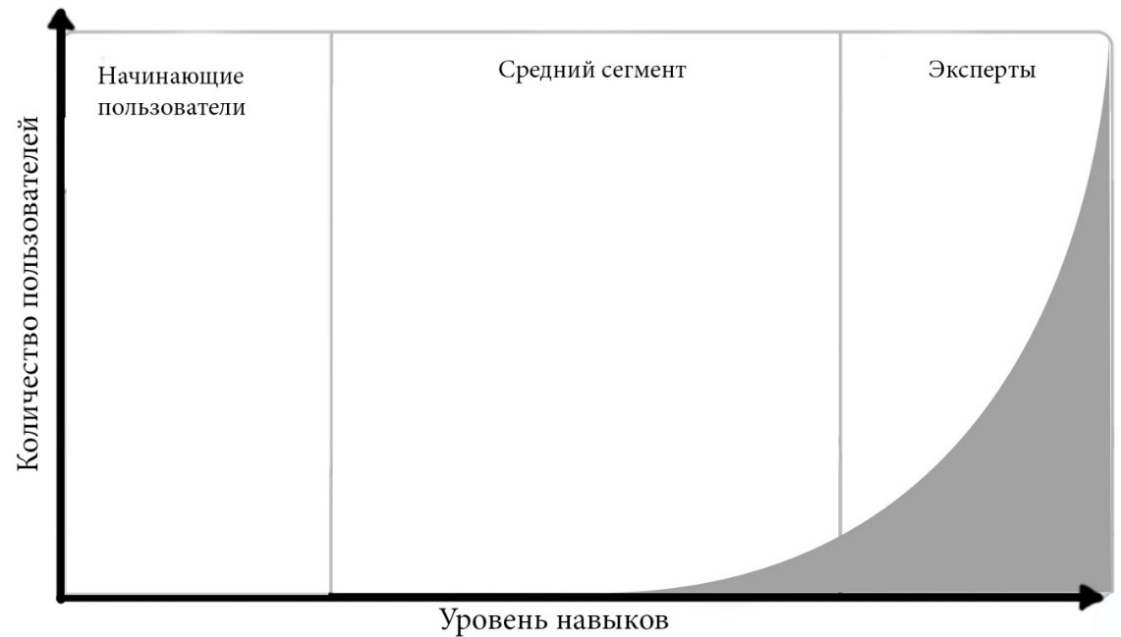 Начинающие
пользователи
Средний сегмент
Эксперты
Количество пользователей
Уровень навыков